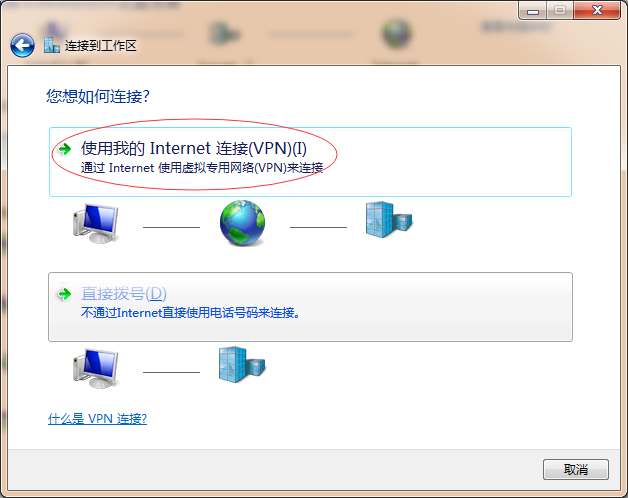 连接到工作区
您想如何连接?
使用我的 Internet 连接(VPN)(I)
通过 Internet 使用虚拟专用网络(VPN)来连接
直接拨号(D)
不通过Internet直接使用电话号码来连接。
什么是 VPN 连接?
取消